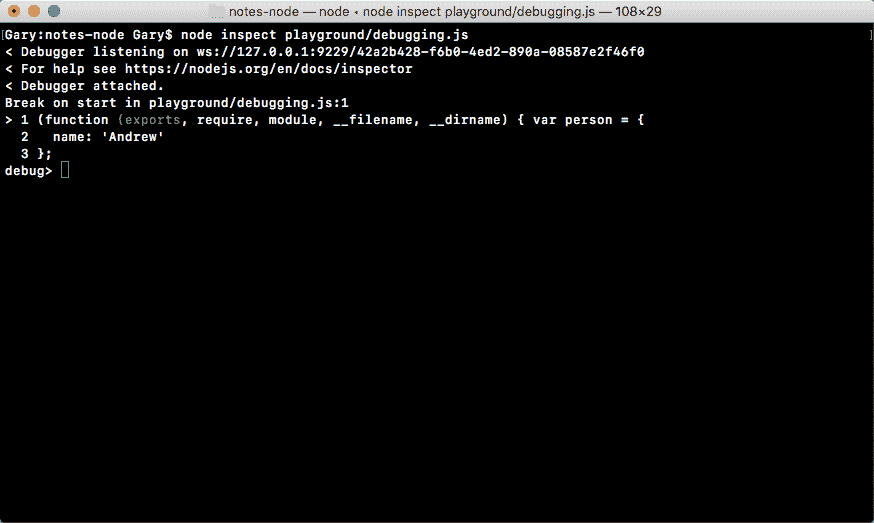 notes-node — node • node inspect playground/debugging.js — 108×29
[Gary:notes-node Gary$ node inspect playground/debugging.js ]
< Debugger listening on ws://127.0.0.1:9229/42a2b428-f6b0-4ed2-890a-08587e2f46f0
< For help see https://nodejs.org/en/docs/inspector
< Debugger attached.
Break on start in playground/debugging.js:1
> 1 (function (exports, require, module, __filename, __dirname) { var person = {
  2   name: 'Andrew'
  3 };
debug>